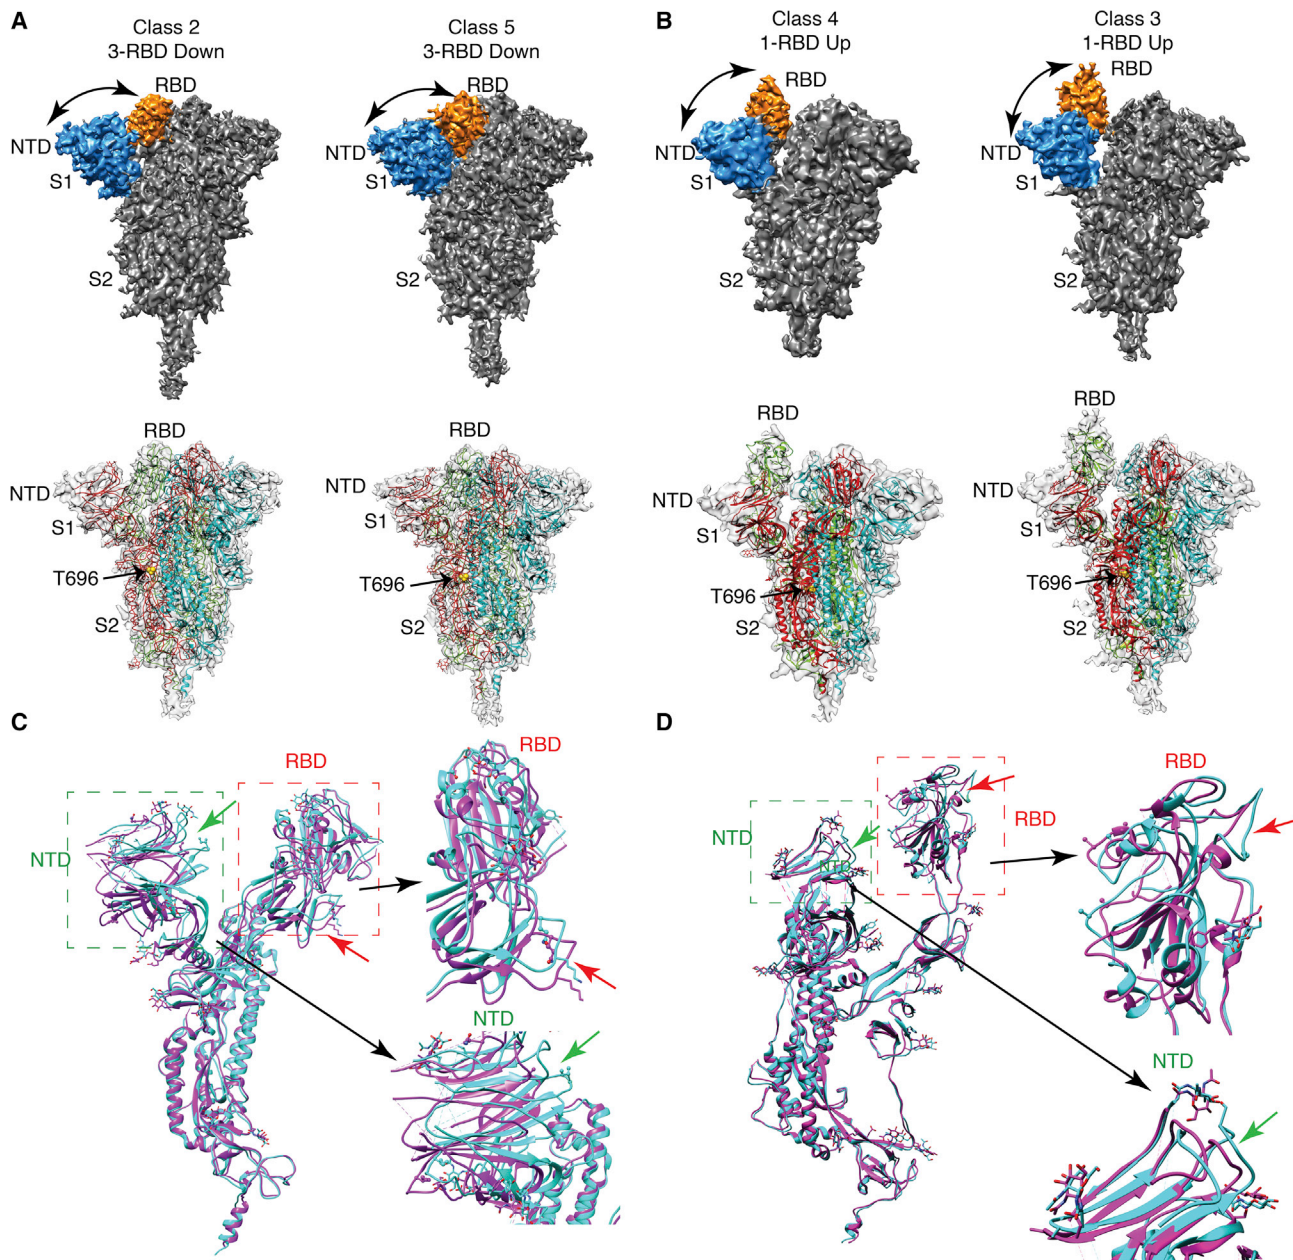 A
Class 2
3-RBD Down
RBD
NTD
S1
S2
Class 5
3-RBD Down
RBD
NTD
S1
S2
RBD
NTD
S1
T696
S2
RBD
NTD
S1
T696
S2
B
Class 4
1-RBD Up
RBD
NTD
S1
S2
Class 3
1-RBD Up
RBD
NTD
S1
S2
RBD
NTD
S1
T696
S2
RBD
NTD
S1
T696
S2
C
RBD
NTD
RBD
NTD
D
NTD
RBD
NTD
RBD
NTD